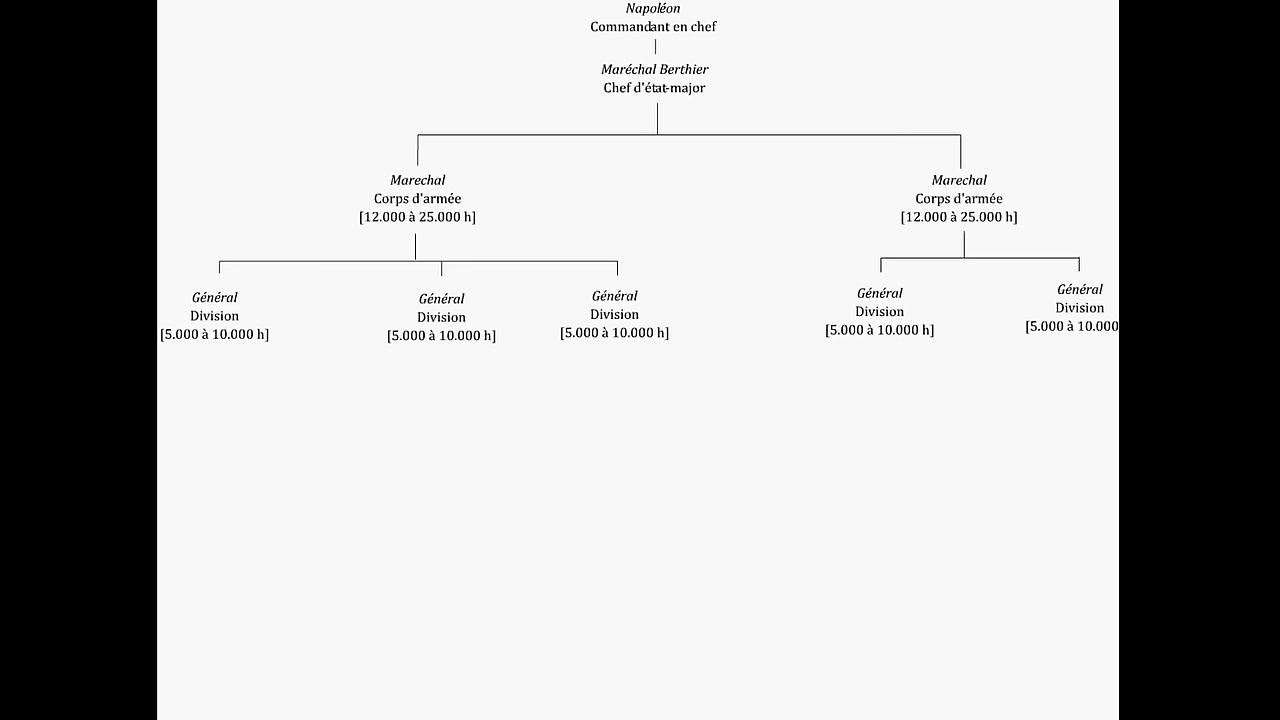 Napoléon
Commandant en chef
Maréchal Berthier
Chef d'état-major
Marechal
Corps d'armée
[12.000 à 25.000 h]
Marechal
Corps d'armée
[12.000 à 25.000 h]
Général
Division
[5.000 à 10.000 h]
Général
Division
[5.000 à 10.000 h]
Général
Division
[5.000 à 10.000 h]
Général
Division
[5.000 à 10.000 h]
Général
Division
[5.000 à 10.000